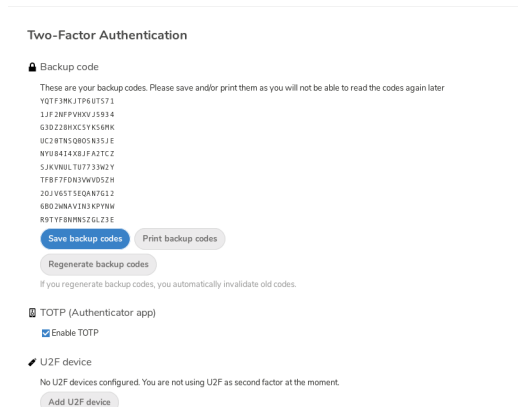 Two-Factor Authentication
Backup code
These are your backup codes. Please save and/or print them as you will not be able to read the codes again later
YQTF3MKJTP6UTS71
1JF2NFPVHXVJ5934
G3DZ28HXC5YKS6MK
UC20TNSQ0OSN35JE
NYU84I4X8JFA2TCZ
SJKVNULTU7733W2Y
TFBF7FDN3VWVD5ZH
2OJV6ST5EQAN7G12
6BO2WNAVIN3KPYNW
R9TYF8NMNSZGLZ3E
Save backup codes Print backup codes
Regenerate backup codes
If you regenerate backup codes, you automatically invalidate old codes.
TOTP (Authenticator app)
Enable TOTP
U2F device
No U2F devices configured. You are not using U2F as second factor at the moment.
Add U2F device